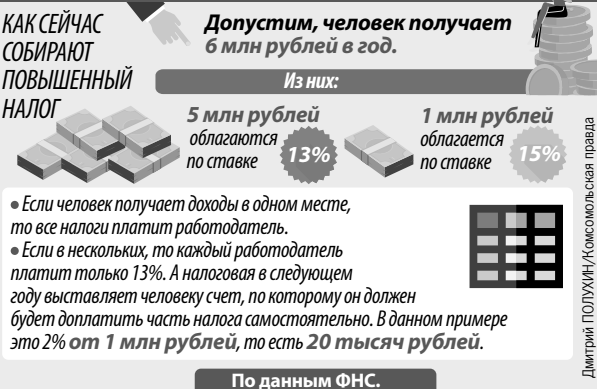 КАК СЕЙЧАС
СОБИРАЮТ
ПОВЫШЕННЫЙ
НАЛОГ
Допустим, человек получает
6 млн рублей в год.
Из них:
5 млн рублей
облагаются
по ставке
13%
1 млн рублей
облагается
по ставке
15%
• Если человек получает доходы в одном месте,
то все налоги платит работодатель.
• Если в нескольких, то каждый работодатель
платит только 13%. А налоговая в следующем
году выставляет человеку счет, по которому он должен
будет доплатить часть налога самостоятельно. В данном примере
это 2% от 1 млн рублей, то есть 20 тысяч рублей.
По данным ФНС.
Дмитрий ПОЛУХИН/Комсомольская правда